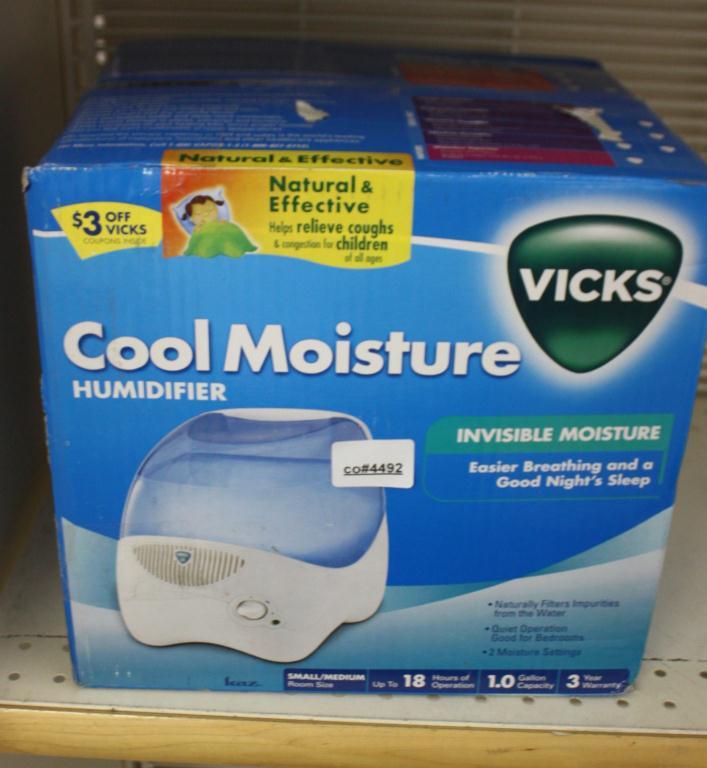 Natural & Effective
Natural &
Effective
Helps relieve coughs
& congestion for children
of all ages
$3 OFF
VICKS
COUPONS INSIDE
VICKS®
Cool Moisture
HUMIDIFIER
INVISIBLE MOISTURE
Easier Breathing and a
Good Night's Sleep
co#4492
• Naturally Filters Impurities
from the Water
• Quiet Operation
Good for Bedrooms
• 2 Moisture Settings
kaz
SMALL/MEDIUM
Room Size
Up To 18 Hours of
Operation
1.0 Gallon
Capacity
3 Year
Warranty